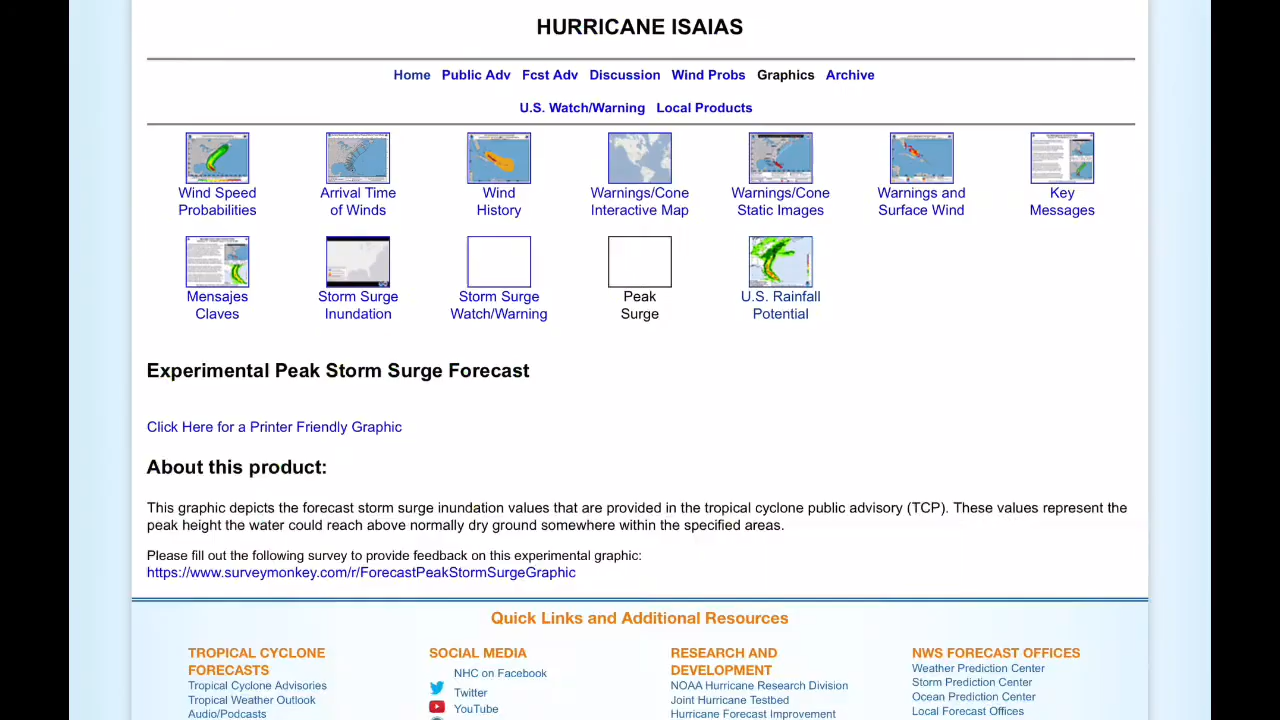 HURRICANE ISAIAS
Home Public Adv Fcst Adv Discussion Wind Probs Graphics Archive
U.S. Watch/Warning Local Products
Wind Speed Probabilities
Arrival Time of Winds
Wind History
Warnings/Cone Interactive Map
Warnings/Cone Static Images
Warnings and Surface Wind
Key Messages
Mensajes Claves
Storm Surge Inundation
Storm Surge Watch/Warning
Peak Surge
U.S. Rainfall Potential
Experimental Peak Storm Surge Forecast
Click Here for a Printer Friendly Graphic
About this product:
This graphic depicts the forecast storm surge inundation values that are provided in the tropical cyclone public advisory (TCP). These values represent the
peak height the water could reach above normally dry ground somewhere within the specified areas.
Please fill out the following survey to provide feedback on this experimental graphic:
https://www.surveymonkey.com/r/ForecastPeakStormSurgeGraphic
Quick Links and Additional Resources
TROPICAL CYCLONE
FORECASTS
Tropical Cyclone Advisories
Tropical Weather Outlook
Audio/Podcasts
SOCIAL MEDIA
NHC on Facebook
Twitter
YouTube
RESEARCH AND
DEVELOPMENT
NOAA Hurricane Research Division
Joint Hurricane Testbed
Hurricane Forecast Improvement
NWS FORECAST OFFICES
Weather Prediction Center
Storm Prediction Center
Ocean Prediction Center
Local Forecast Offices